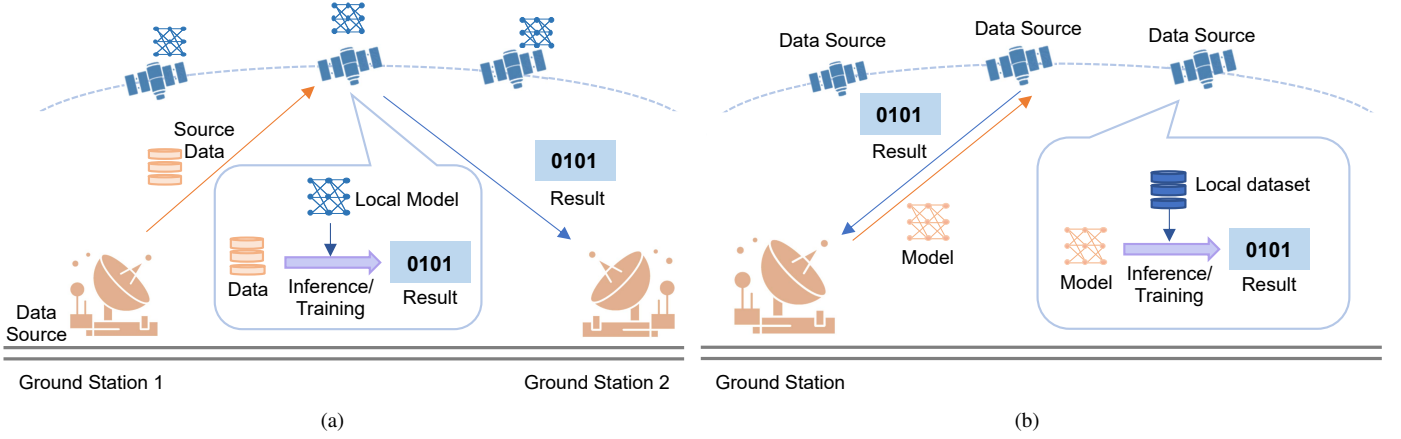 Source
Data
0101
Result
Local Model
Data
Inference/
Training
0101
Result
Data
Source
Ground Station 1
Ground Station 2
(a)
Data Source
Data Source
Data Source
0101
Result
Model
Local dataset
Model
Inference/
Training
0101
Result
Ground Station
(b)